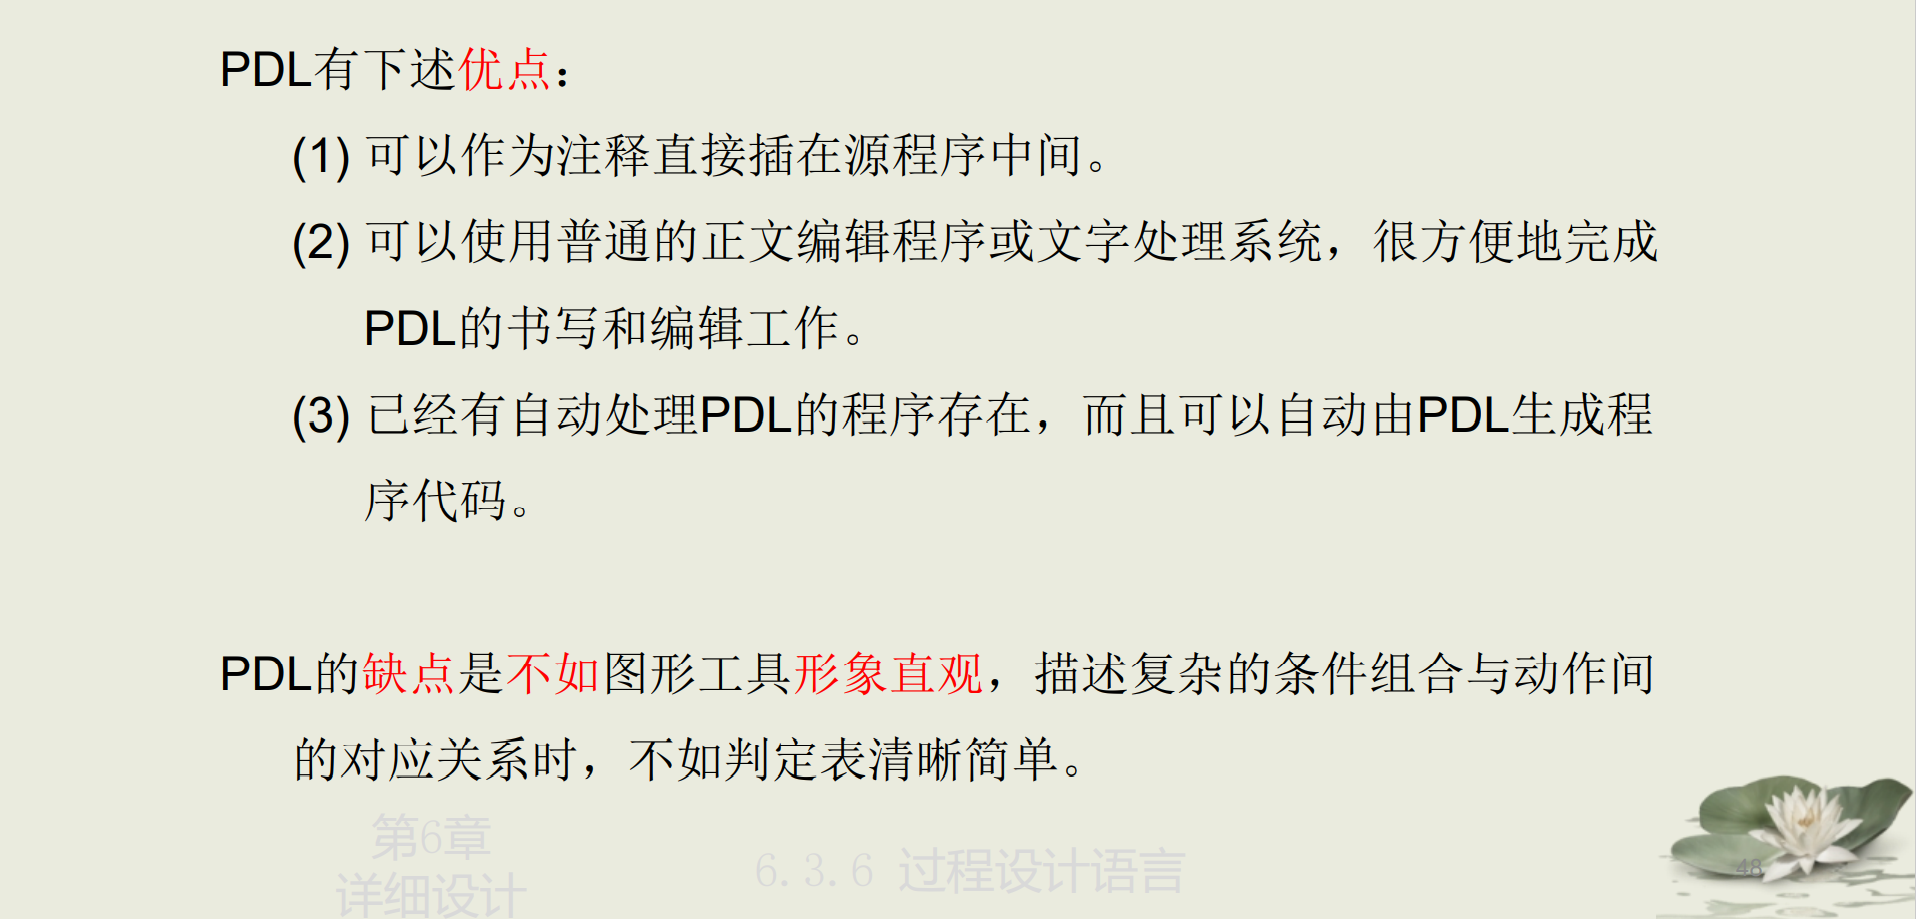 PDL有下述优点：
(1) 可以作为注释直接插在源程序中间。
(2) 可以使用普通的正文编辑程序或文字处理系统，很方便地完成
PDL的书写和编辑工作。
(3) 已经有自动处理PDL的程序存在，而且可以自动由PDL生成程
序代码。
PDL的缺点是不如图形工具形象直观，描述复杂的条件组合与动作间
的对应关系时，不如判定表清晰简单。
第6章
详细设计
6.3.6 过程设计语言
48